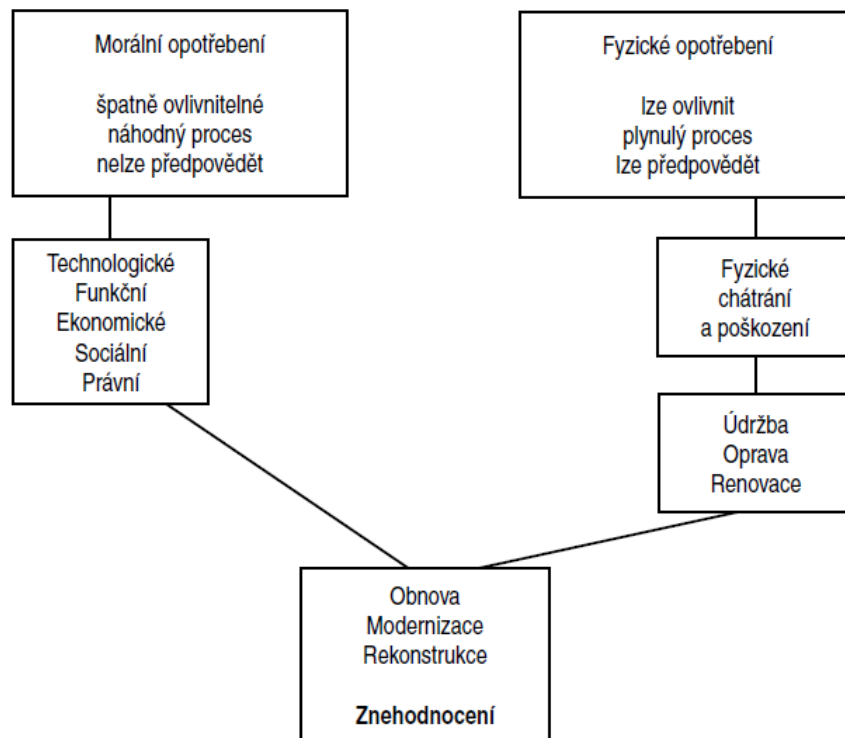 Morální opotřebení
špatně ovlivnitelné
náhodný proces
nelze předpovědět
Fyzické opotřebení
lze ovlivnit
plynulý proces
lze předpovědět
Technologické
Funkční
Ekonomické
Sociální
Právní
Fyzické
chátrání
a poškození
Údržba
Oprava
Renovace
Obnova
Modernizace
Rekonstrukce
Znehodnocení